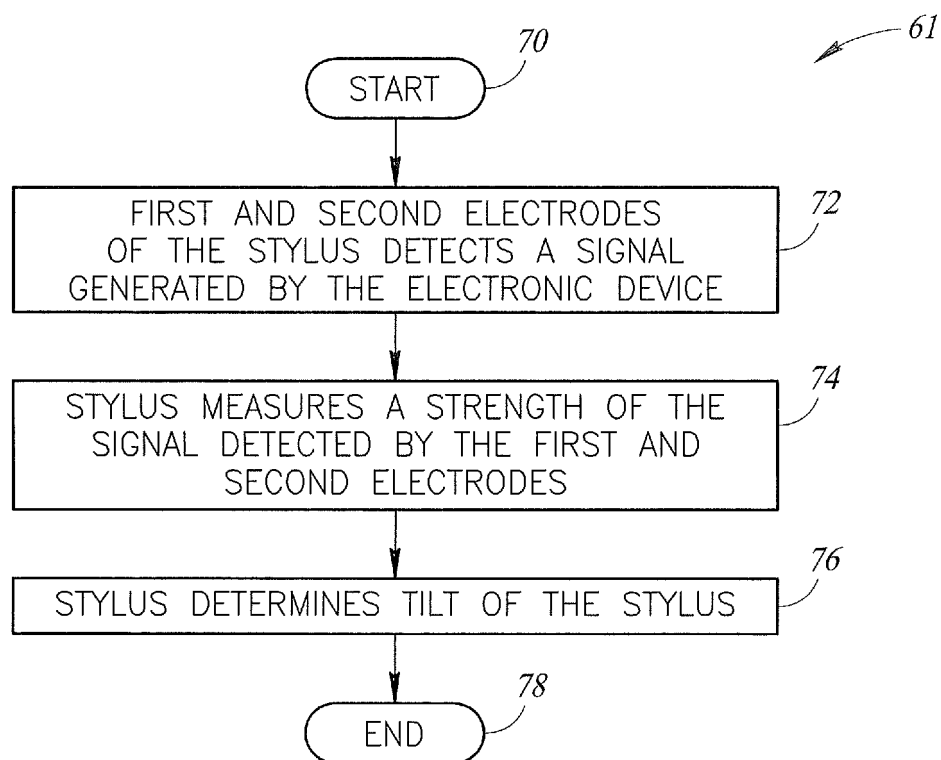 61
70
START
72
FIRST AND SECOND ELECTRODES
OF THE STYLUS DETECTS A SIGNAL
GENERATED BY THE ELECTRONIC DEVICE
74
STYLUS MEASURES A STRENGTH OF THE
SIGNAL DETECTED BY THE FIRST AND
SECOND ELECTRODES
76
STYLUS DETERMINES TILT OF THE STYLUS
78
END